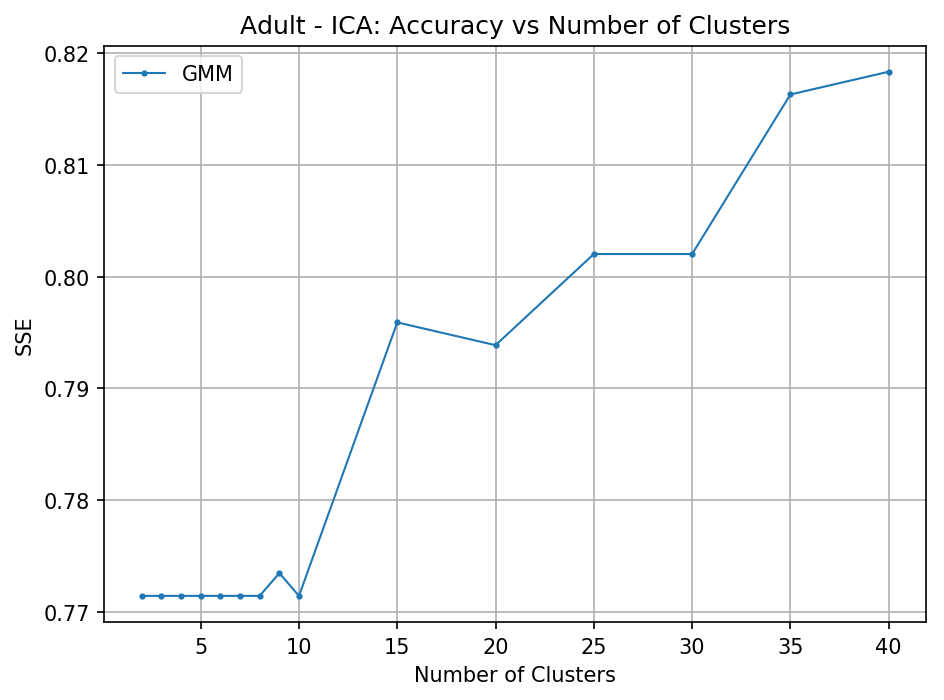 Adult - ICA: Accuracy vs Number of Clusters
GMM
SSE
0.82
0.81
0.80
0.79
0.78
0.77
5 10 15 20 25 30 35 40
Number of Clusters